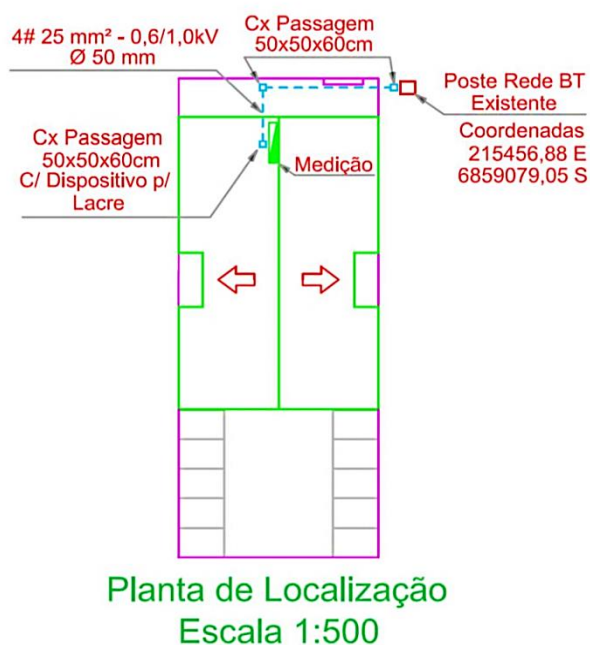 4# 25 mm² - 0,6/1,0kV
Ø 50 mm
Cx Passagem
50x50x60cm
Poste Rede BT
Existente
Coordenadas
215456,88 E
6859079,05 S
Cx Passagem
50x50x60cm
C/ Dispositivo p/
Lacre
Medição
Planta de Localização
Escala 1:500